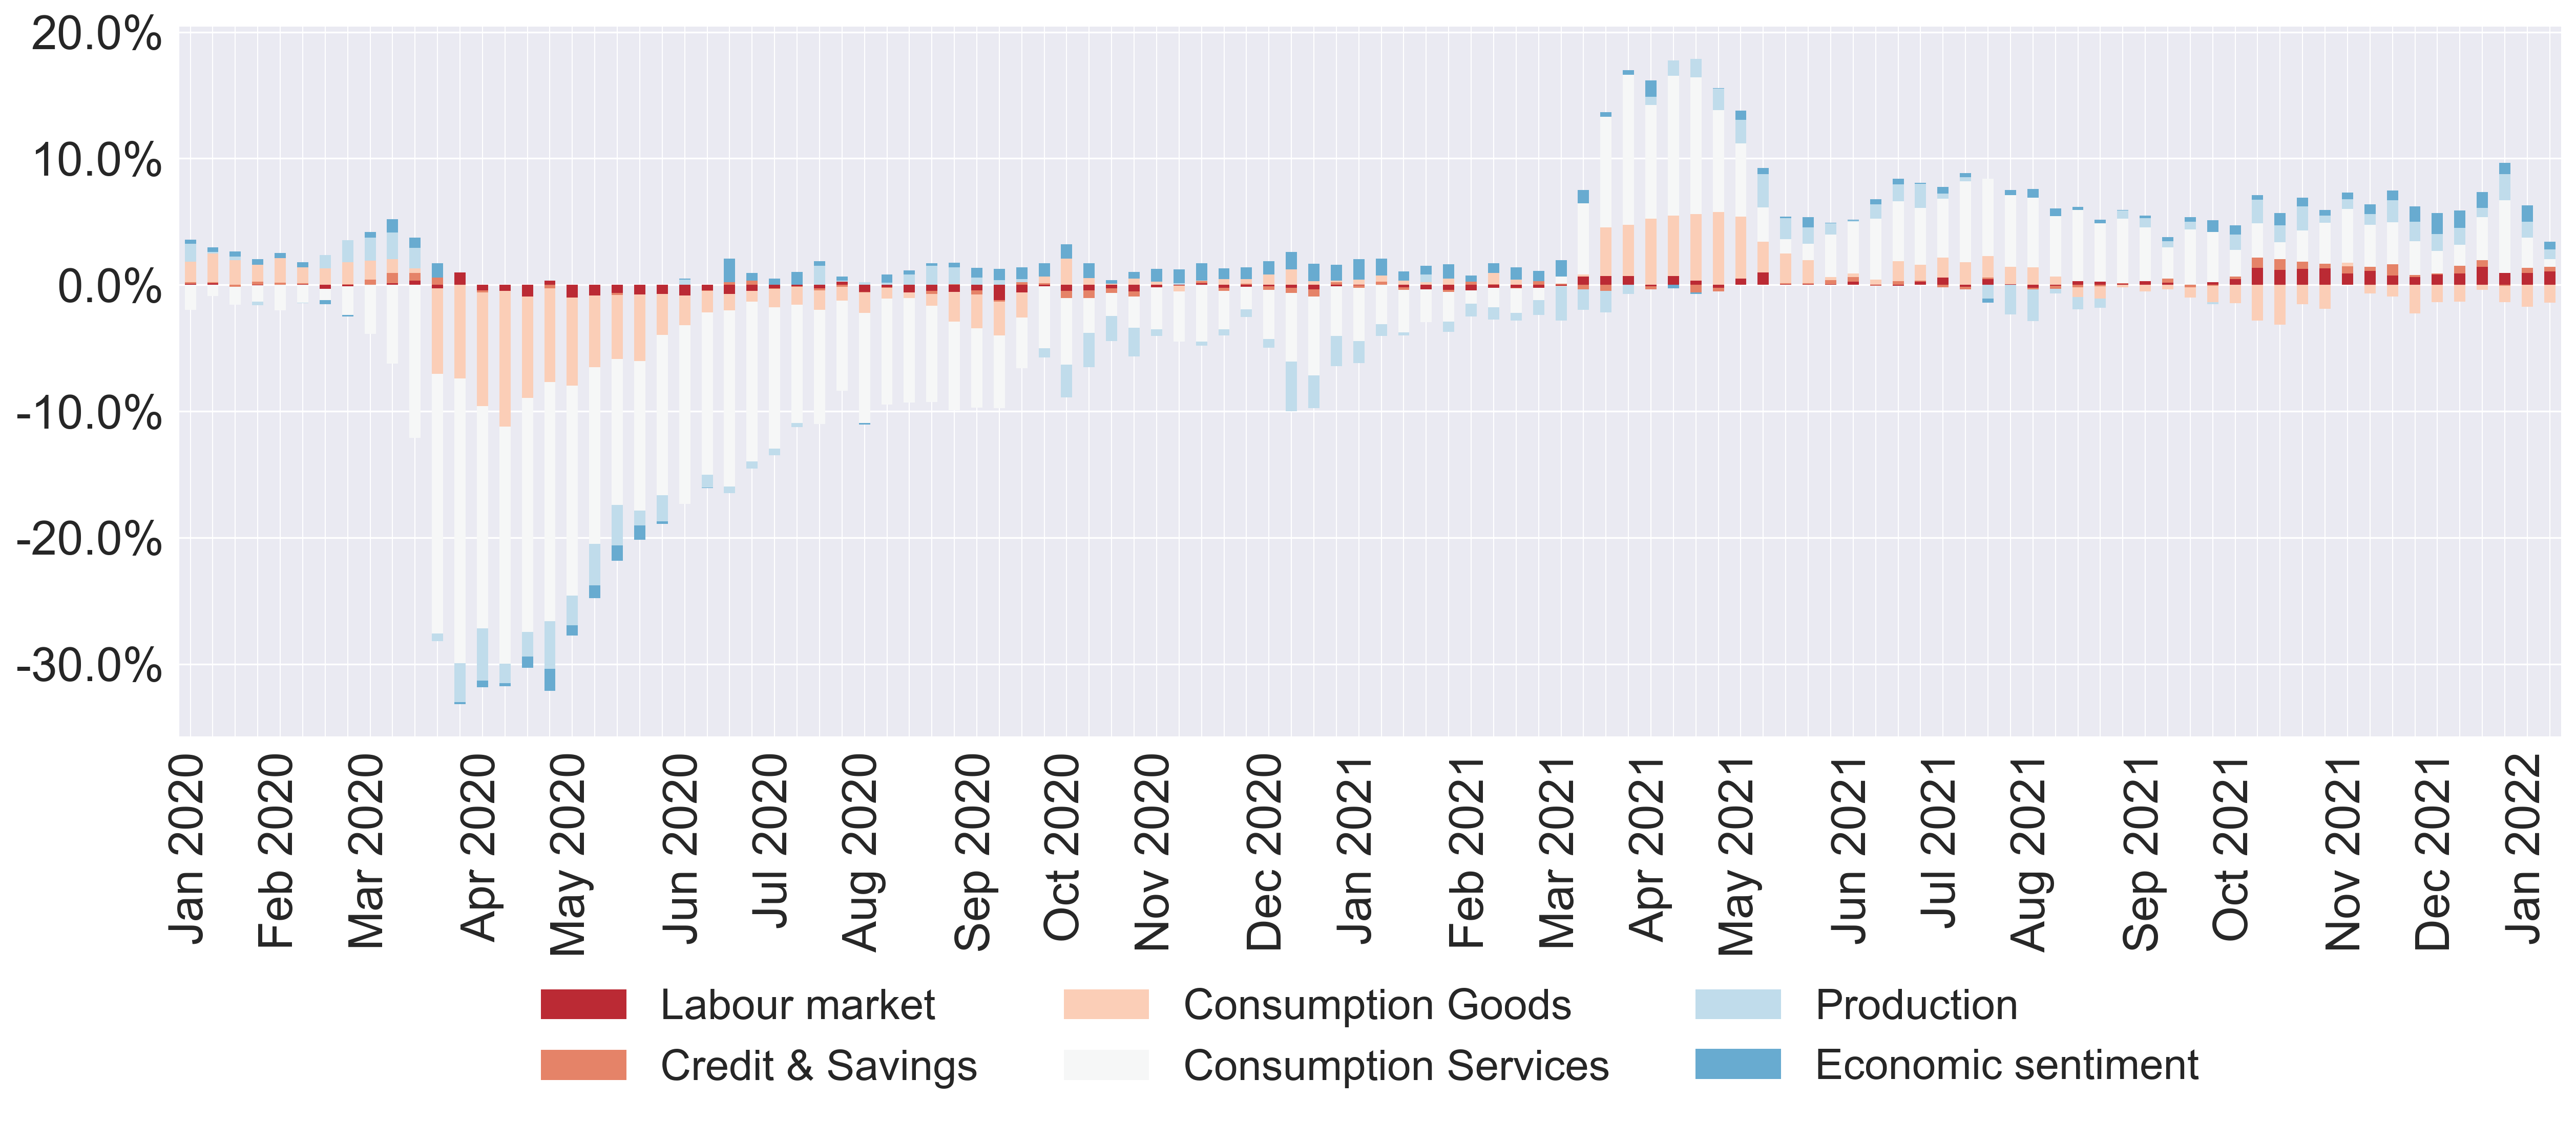 20.0%
10.0%
0.0%
-10.0%
-20.0%
-30.0%
Jan 2020
Feb 2020
Mar 2020
Apr 2020
May 2020
Jun 2020
Jul 2020
Aug 2020
Sep 2020
Oct 2020
Nov 2020
Dec 2020
Jan 2021
Feb 2021
Mar 2021
Apr 2021
May 2021
Jun 2021
Jul 2021
Aug 2021
Sep 2021
Oct 2021
Nov 2021
Dec 2021
Jan 2022
Labour market
Credit & Savings
Consumption Goods
Consumption Services
Production
Economic sentiment